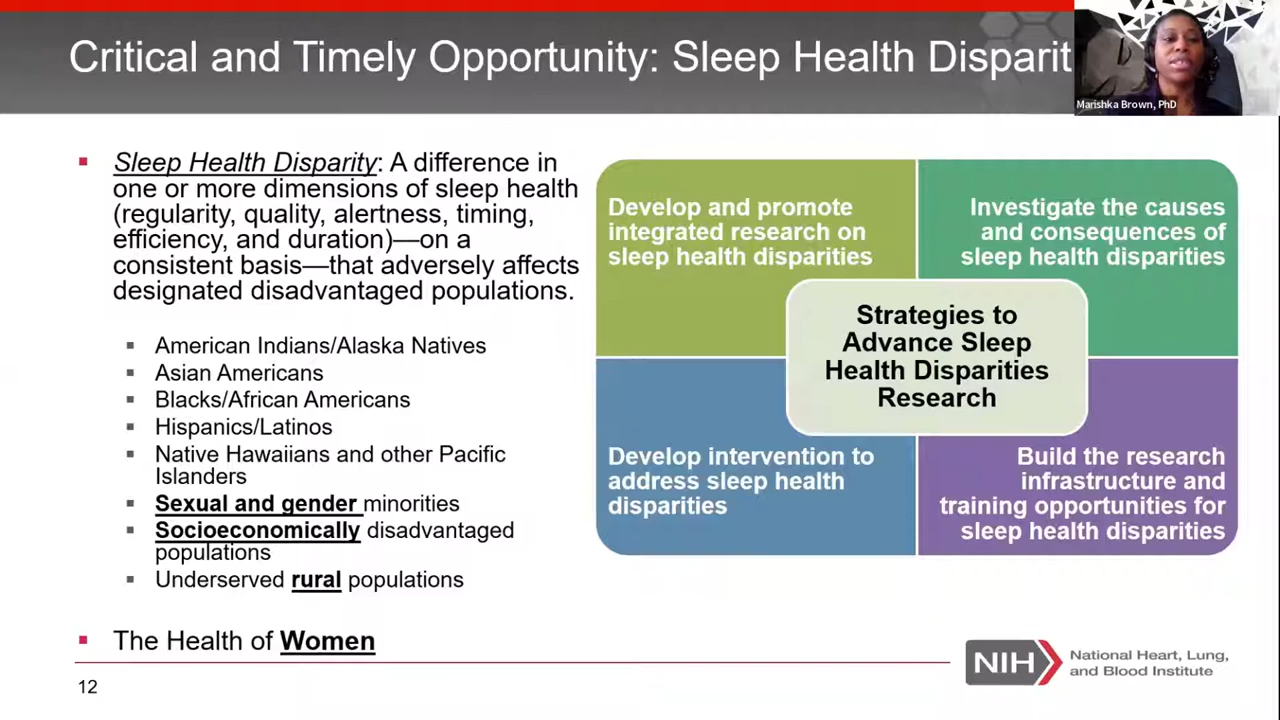 Critical and Timely Opportunity: Sleep Health Disparit
Marishka Brown, PhD
Sleep Health Disparity: A difference in
one or more dimensions of sleep health
(regularity, quality, alertness, timing,
efficiency, and duration)—on a
consistent basis—that adversely affects
designated disadvantaged populations.
American Indians/Alaska Natives
Asian Americans
Blacks/African Americans
Hispanics/Latinos
Native Hawaiians and other Pacific
Islanders
Sexual and gender minorities
Socioeconomically disadvantaged
populations
Underserved rural populations
The Health of Women
Develop and promote
integrated research on
sleep health disparities
Investigate the causes
and consequences of
sleep health disparities
Strategies to
Advance Sleep
Health Disparities
Research
Develop intervention to
address sleep health
disparities
Build the research
infrastructure and
training opportunities for
sleep health disparities
NIH
National Heart, Lung,
and Blood Institute
12